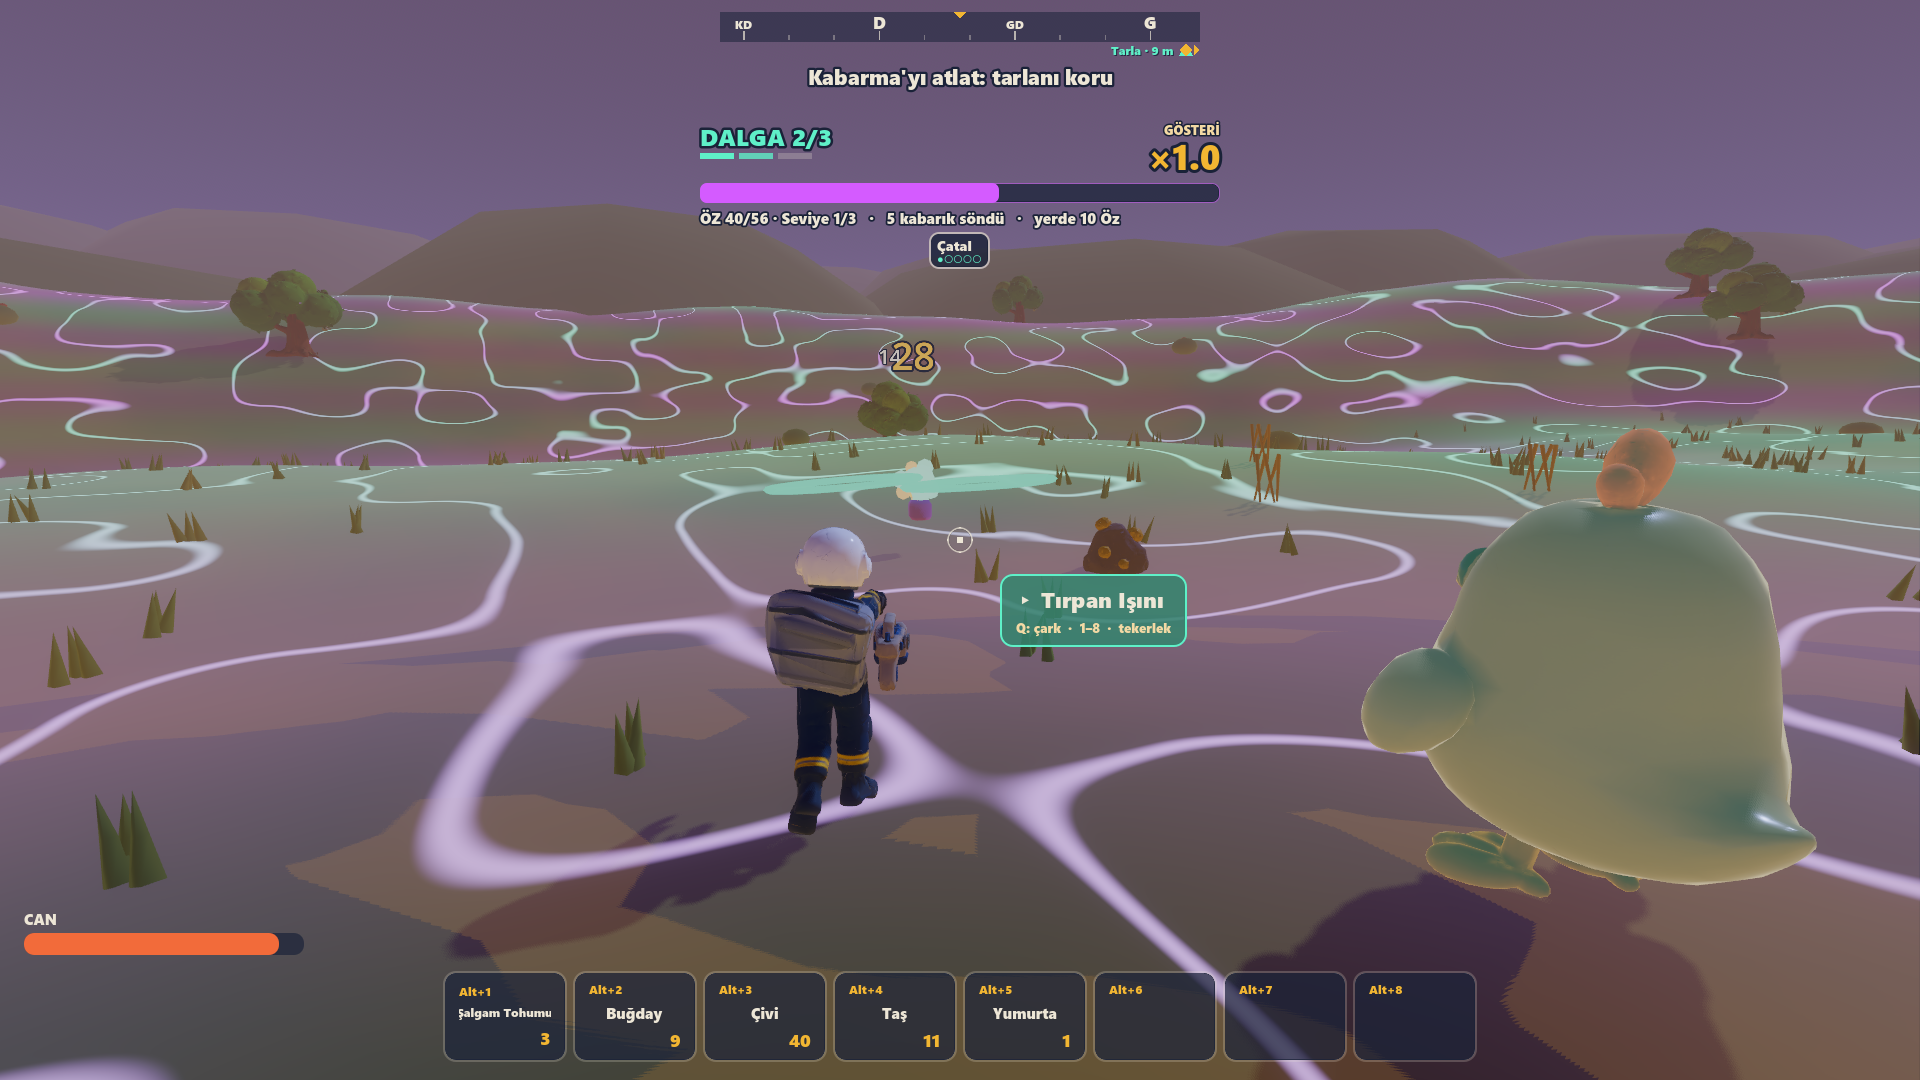 KD D GD G
Tarla · 9 m
Kabarma'yı atlat: tarlanı koru
DALGA 2/3
GÖSTERİ
×1.0
ÖZ 40/56 · Seviye 1/3 · 5 kabarık söndü · yerde 10 Öz
Çatal
14
28
Tırpan Işını
Q: çark · 1–8 · tekerlek
CAN
Alt+1
Şalgam Tohumu
3
Alt+2
Buğday
9
Alt+3
Çivi
40
Alt+4
Taş
11
Alt+5
Yumurta
1
Alt+6
Alt+7
Alt+8